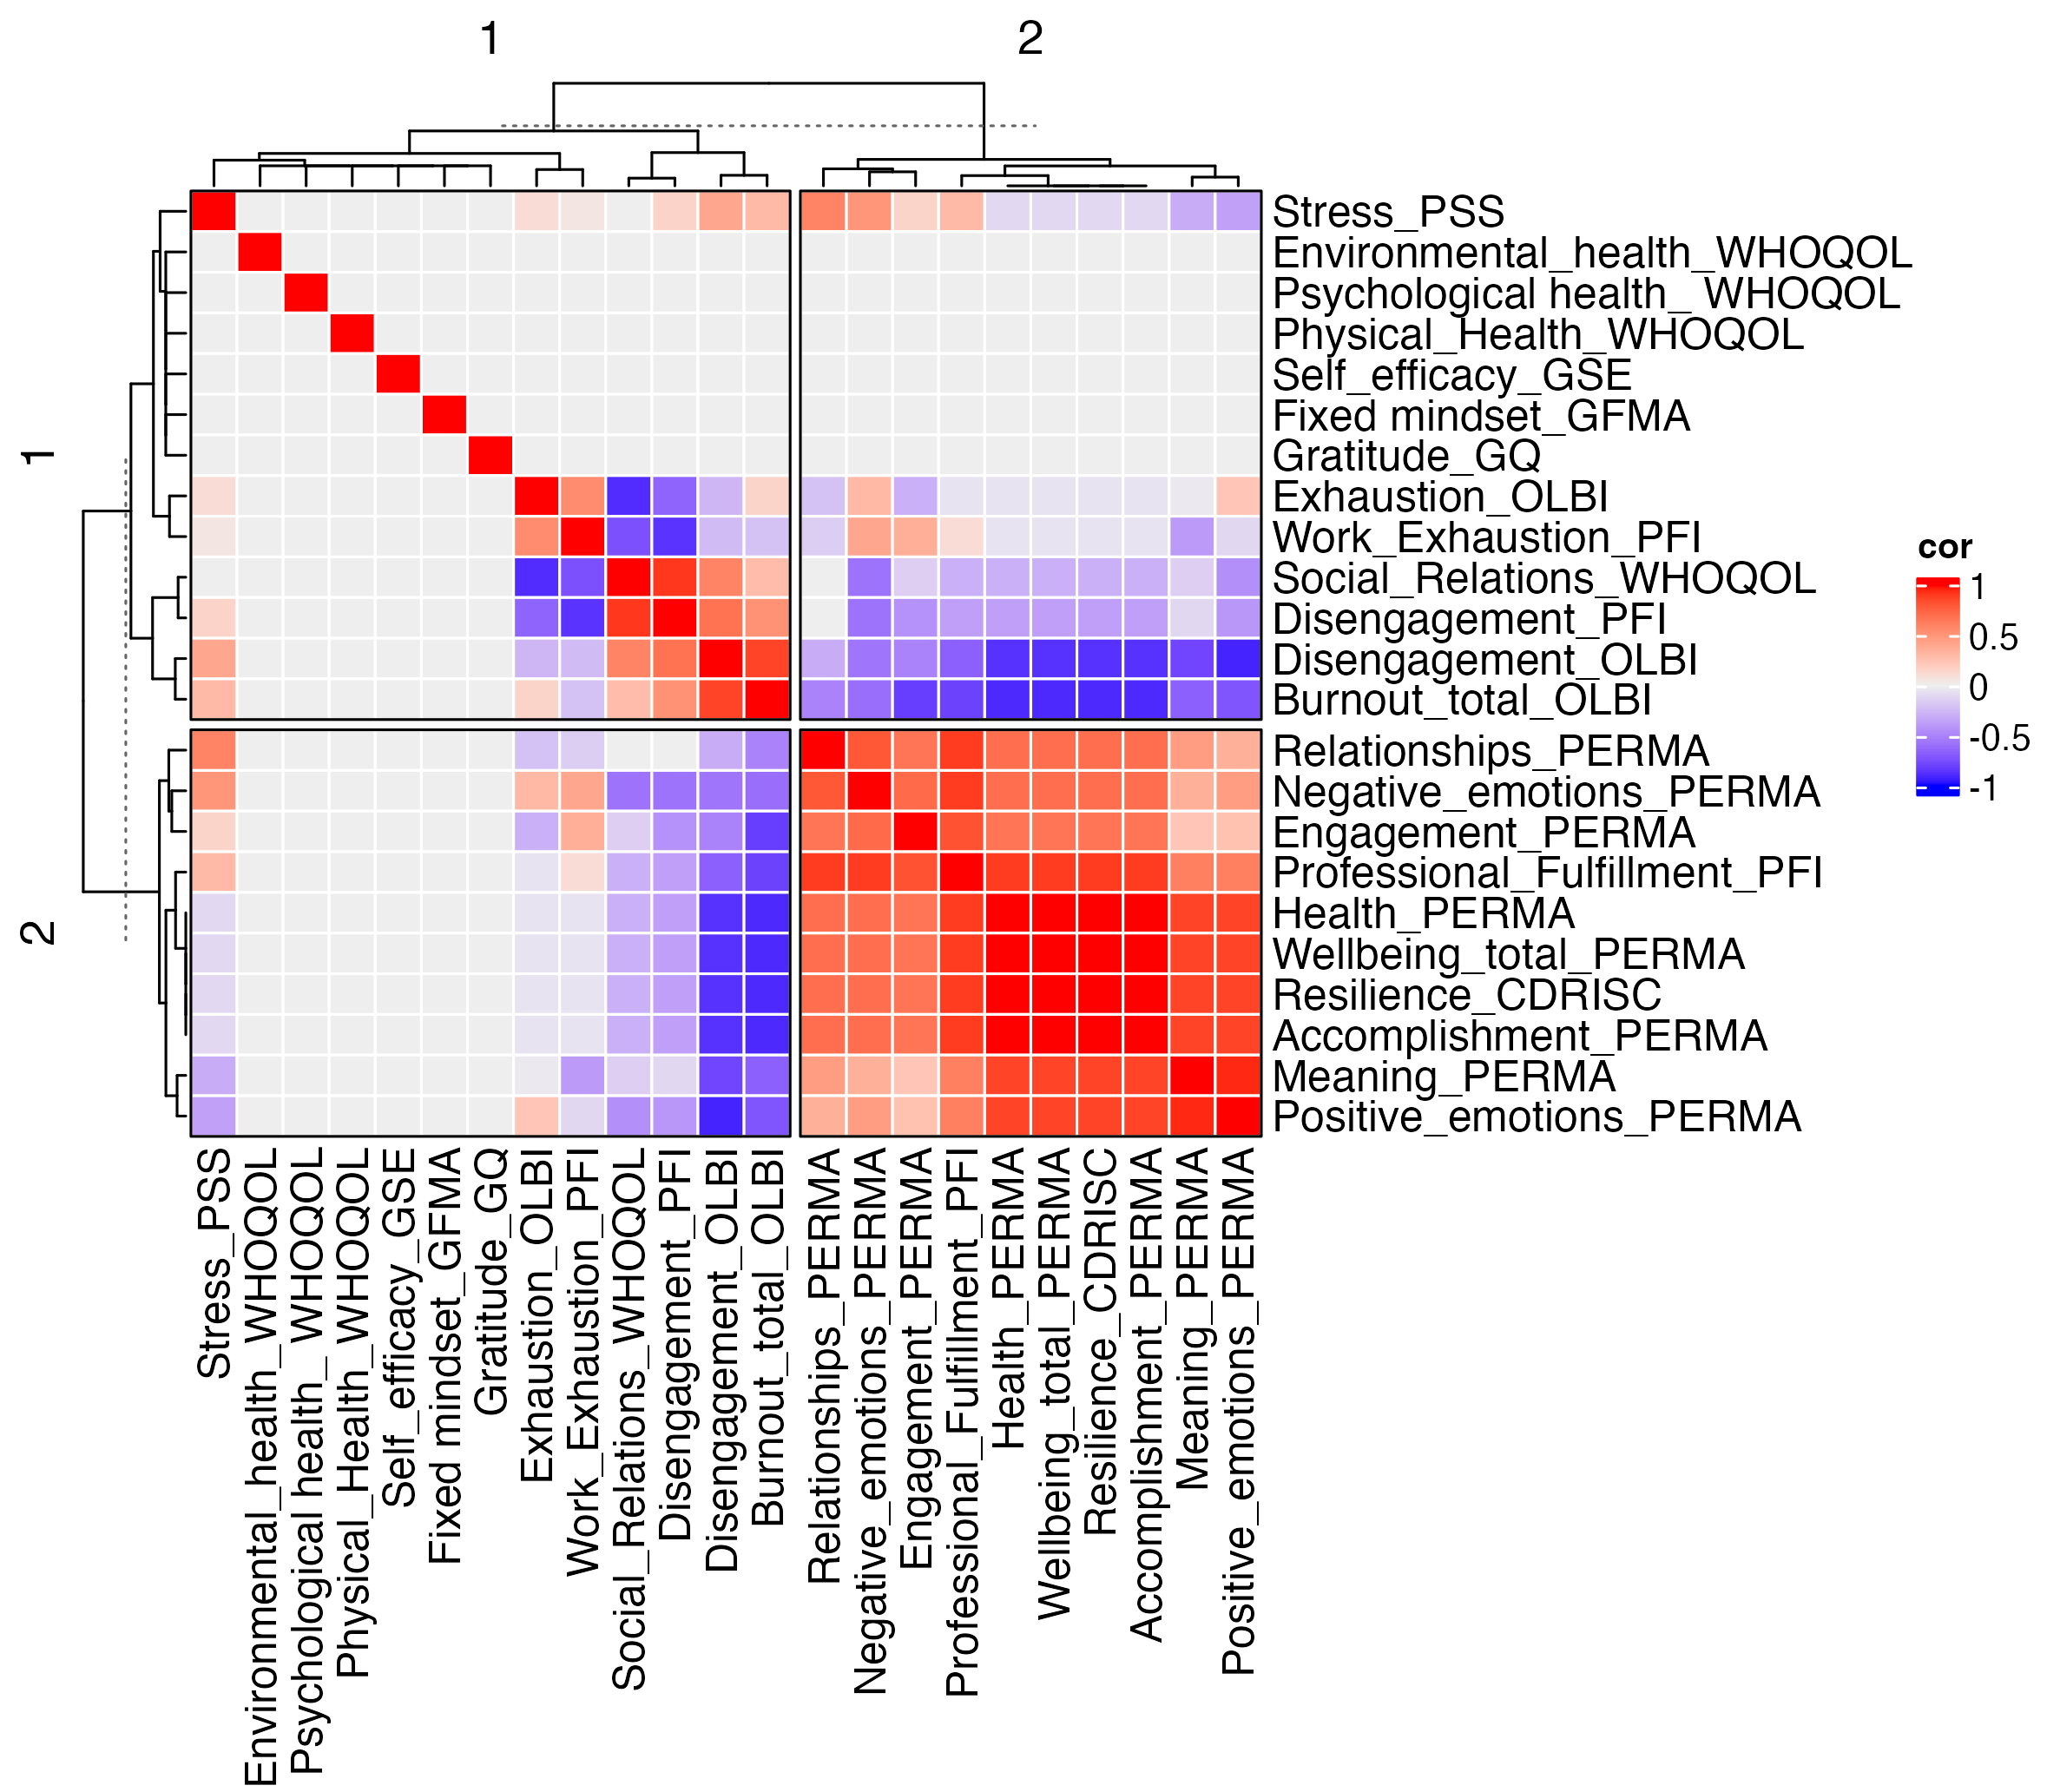 1
2
Stress_PSS
Environmental_health_WHOQOL
Psychological health_ WHOQOL
Physical_Health_WHOQOL
Self_efficacy_GSE
Fixed mindset_GFMA
Gratitude_GQ
Exhaustion_OLBI
Work_Exhaustion_PFI
Social_Relations_WHOQOL
Disengagement_PFI
Disengagement_OLBI
Burnout_total_OLBI
Relationships_PERMA
Negative_emotions_PERMA
Engagement_PERMA
Professional_Fulfillment_PFI
Health_PERMA
Wellbeing_total_PERMA
Resilience_CDRISC
Accomplishment_PERMA
Meaning_PERMA
Positive_emotions_PERMA
1
2
cor
1
0.5
0
-0.5
-1
Stress_PSS
Environmental_health_WHOQOL
Psychological health_ WHOQOL
Physical_Health_WHOQOL
Self_efficacy_GSE
Fixed mindset_GFMA
Gratitude_GQ
Exhaustion_OLBI
Work_Exhaustion_PFI
Social_Relations_WHOQOL
Disengagement_PFI
Disengagement_OLBI
Burnout_total_OLBI
Relationships_PERMA
Negative_emotions_PERMA
Engagement_PERMA
Professional_Fulfillment_PFI
Health_PERMA
Wellbeing_total_PERMA
Resilience_CDRISC
Accomplishment_PERMA
Meaning_PERMA
Positive_emotions_PERMA